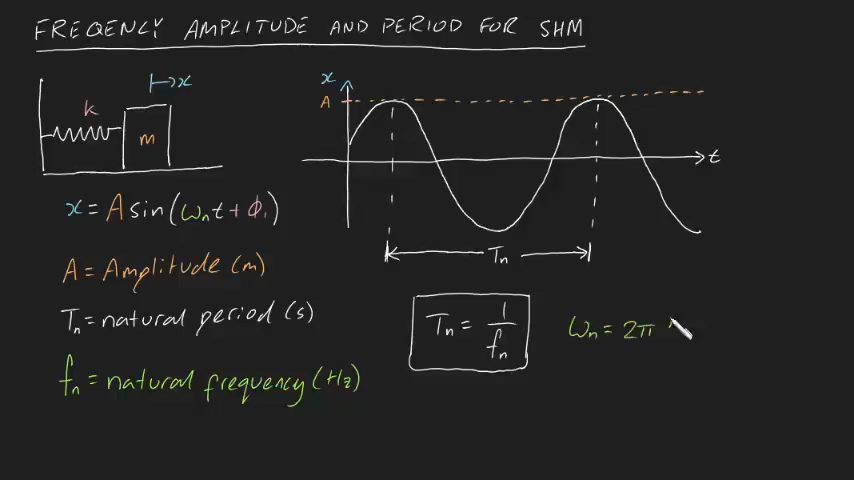 FREQENCY AMPLITUDE AND PERIOD FOR SHM
x
k
m
x
A
t
Tn
x = A sin(ωnt + ϕ1)
A = Amplitude (m)
Tn = natural period (s)
fn = natural frequency (Hz)
Tn = 1/fn
ωn = 2π